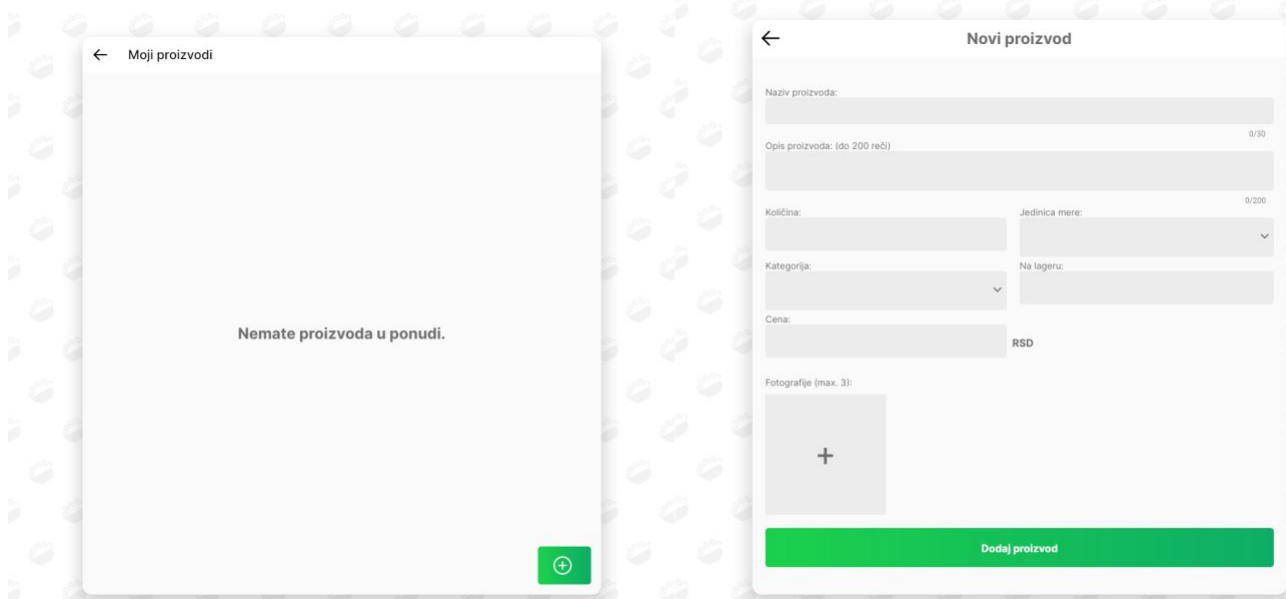 Moji proizvodi
Nemate proizvoda u ponudi.
Novi proizvod
Naziv proizvoda:
0/30
Opis proizvoda: (do 200 reči)
0/200
Količina:
Jedinica mere:
Kategorija:
Na lageru:
Cena:
RSD
Fotografije (max. 3):
Dodaj proizvod